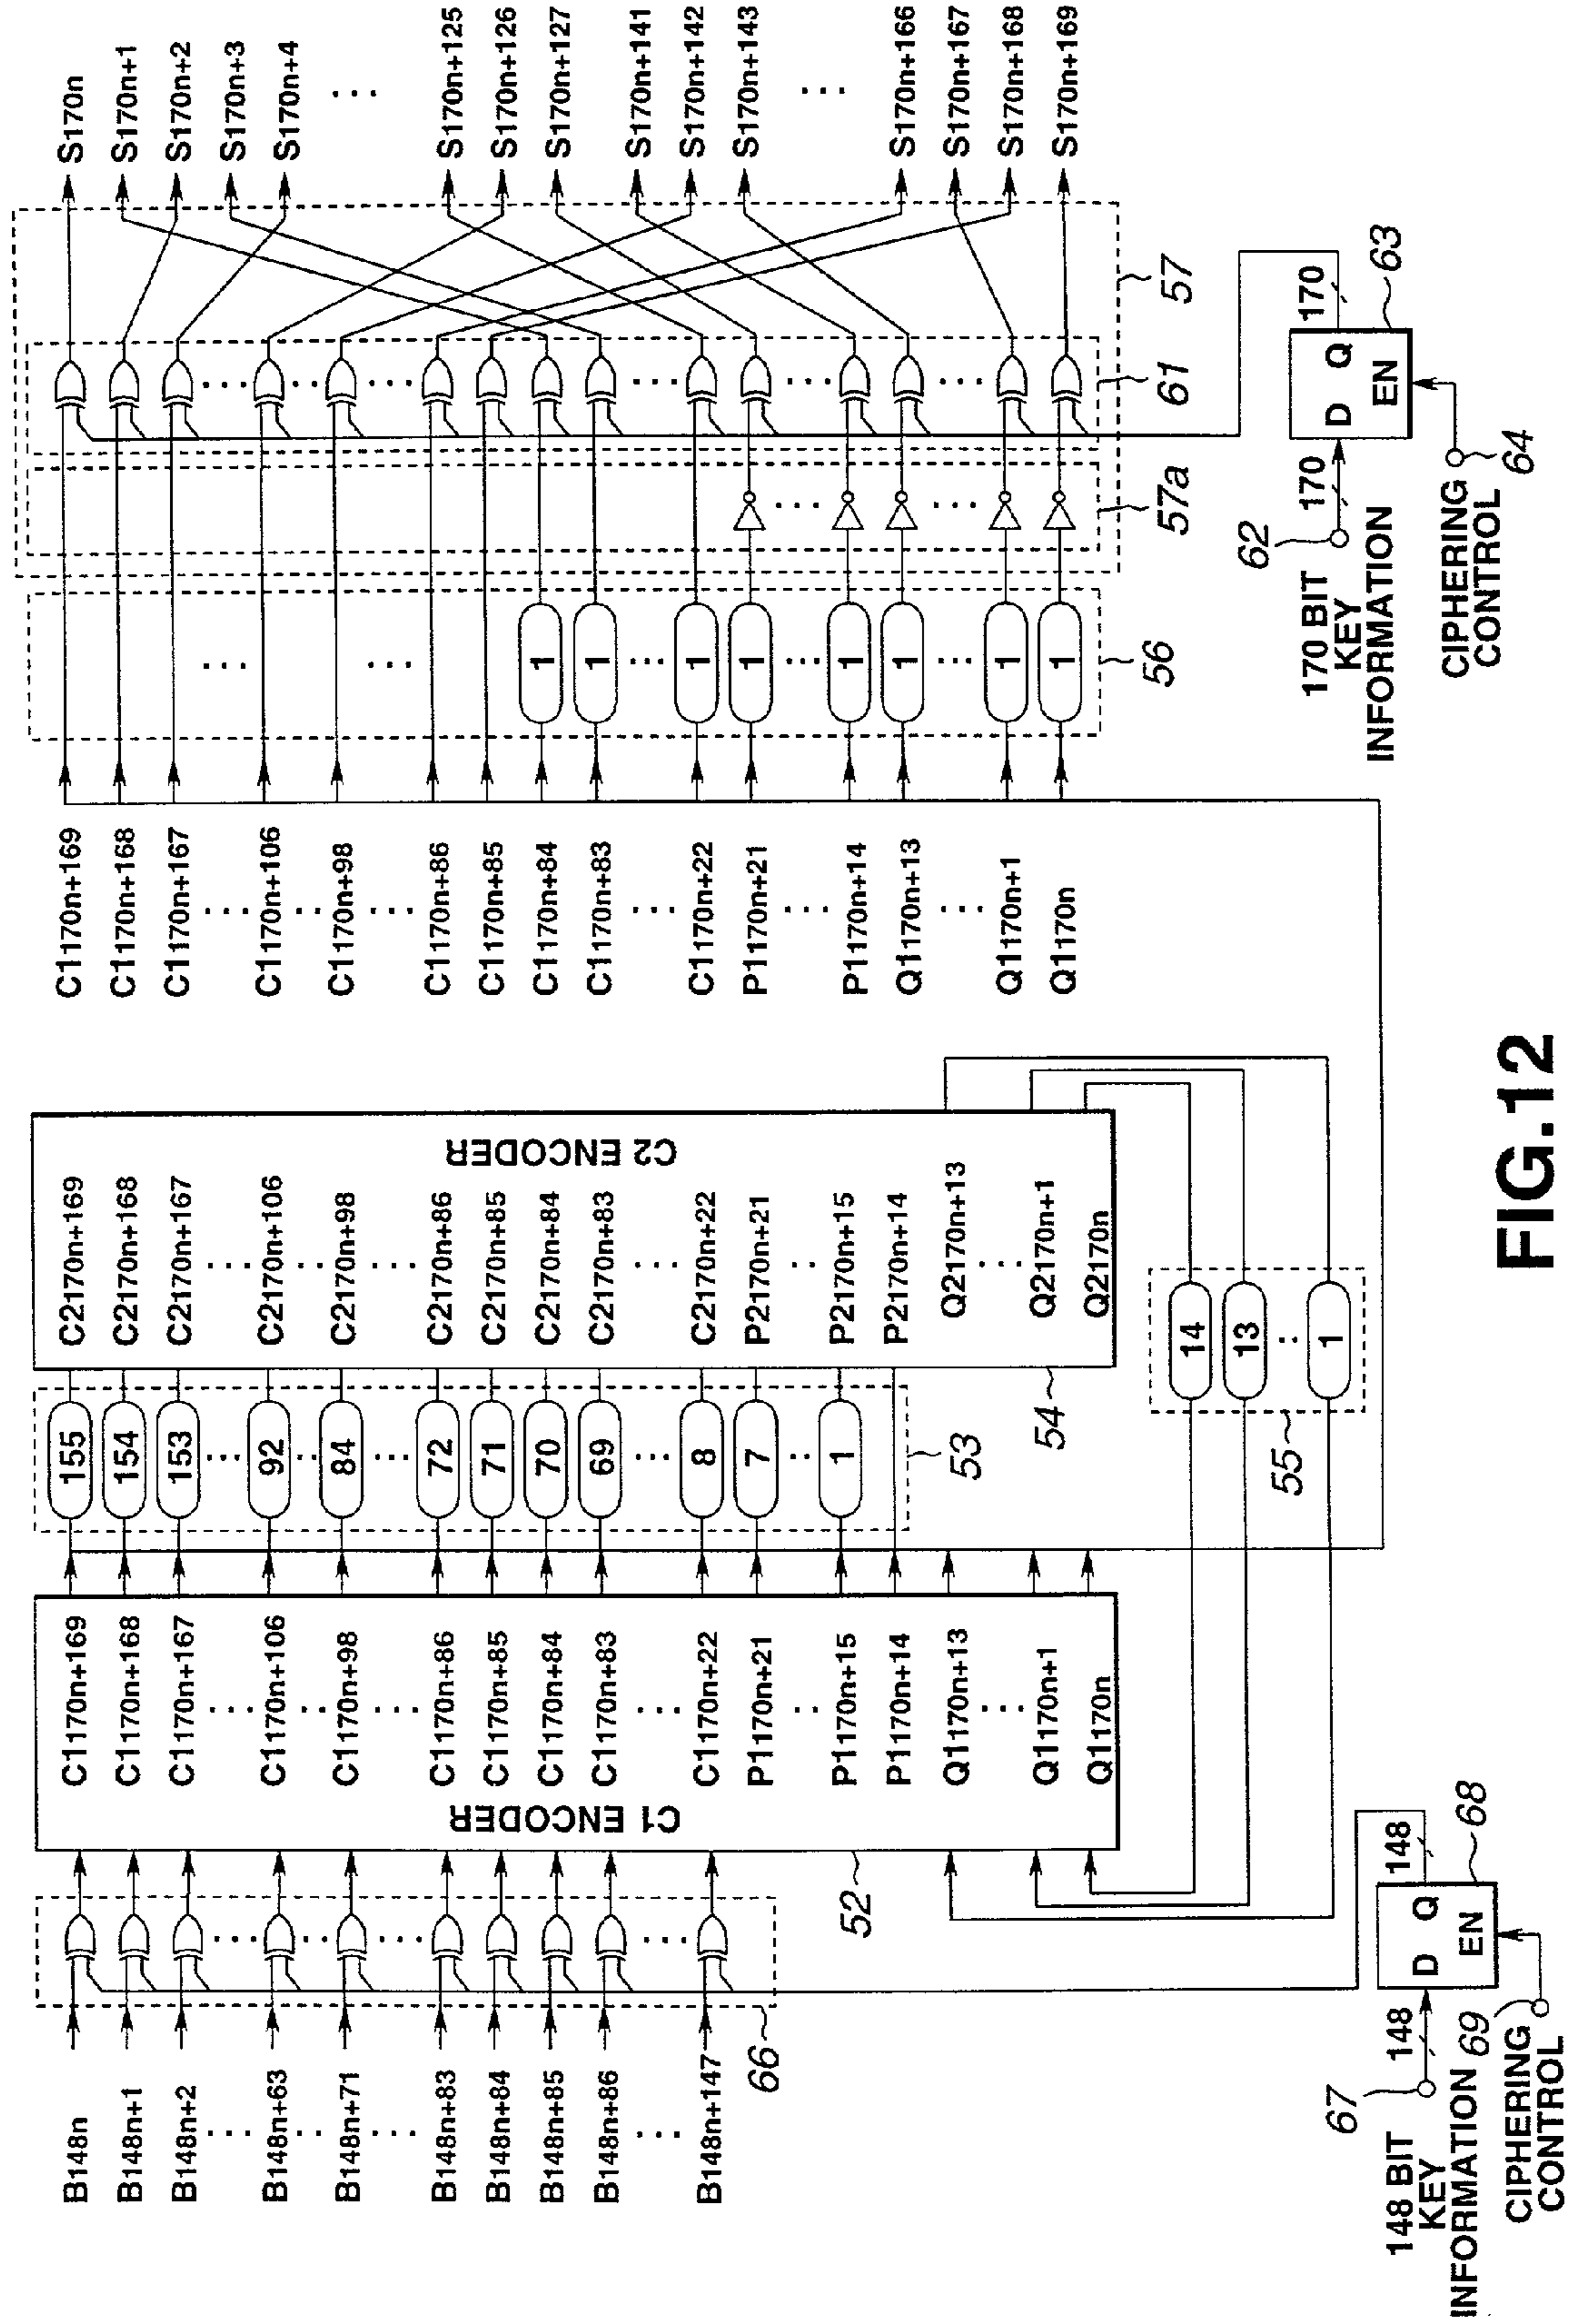 B148n
B148n+1
B148n+2
...
B148n+63
..
B148n+71
...
B148n+83
B148n+84
B148n+85
B148n+86
...
B148n+147
66
67
148 BIT
KEY
INFORMATION
148
D Q
EN
148
68
69
CIPHERING
CONTROL
C1 ENCODER
52
C1170n+169
C1170n+168
C1170n+167
...
C1170n+106
..
C1170n+98
...
C1170n+86
C1170n+85
C1170n+84
C1170n+83
...
C1170n+22
P1170n+21
..
P1170n+15
P1170n+14
Q1170n+13
...
Q1170n+1
Q1170n
155
154
153
...
92
..
84
...
72
71
70
69
...
8
7
..
1
53
C2170n+169
C2170n+168
C2170n+167
...
C2170n+106
..
C2170n+98
...
C2170n+86
C2170n+85
C2170n+84
C2170n+83
...
C2170n+22
P2170n+21
..
P2170n+15
P2170n+14
Q2170n+13
...
Q2170n+1
Q2170n
C2 ENCODER
54
14
13
..
1
55
C1170n+169
C1170n+168
C1170n+167
...
C1170n+106
..
C1170n+98
...
C1170n+86
C1170n+85
C1170n+84
C1170n+83
...
C1170n+22
P1170n+21
...
P1170n+14
Q1170n+13
...
Q1170n+1
Q1170n
...
...
1
1
...
1
1
...
1
1
...
1
1
56
57a
61
57
62
170 BIT
KEY
INFORMATION
170
D Q
EN
170
63
64
CIPHERING
CONTROL
S170n
S170n+1
S170n+2
S170n+3
S170n+4
...
S170n+125
S170n+126
S170n+127
S170n+141
S170n+142
S170n+143
...
S170n+166
S170n+167
S170n+168
S170n+169
FIG.12